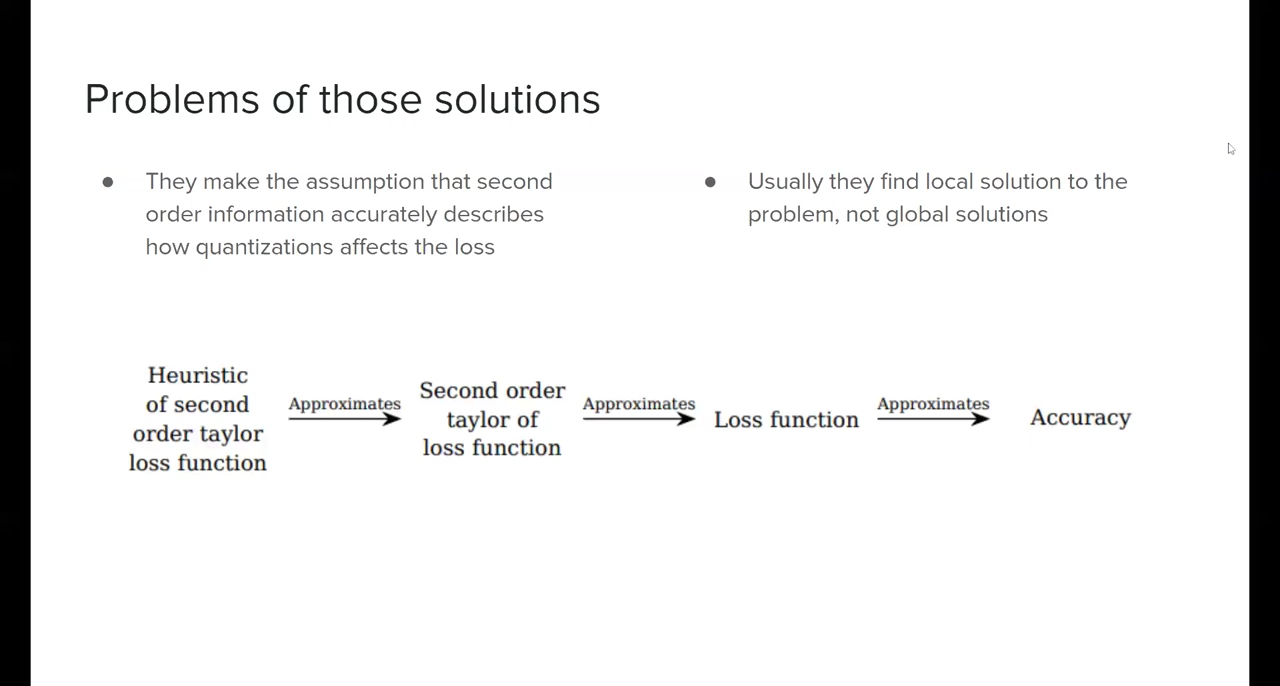 Problems of those solutions
They make the assumption that second
order information accurately describes
how quantizations affects the loss
Usually they find local solution to the
problem, not global solutions
Heuristic
of second
order taylor
loss function
Approximates
Second order
taylor of
loss function
Approximates
Loss function
Approximates
Accuracy